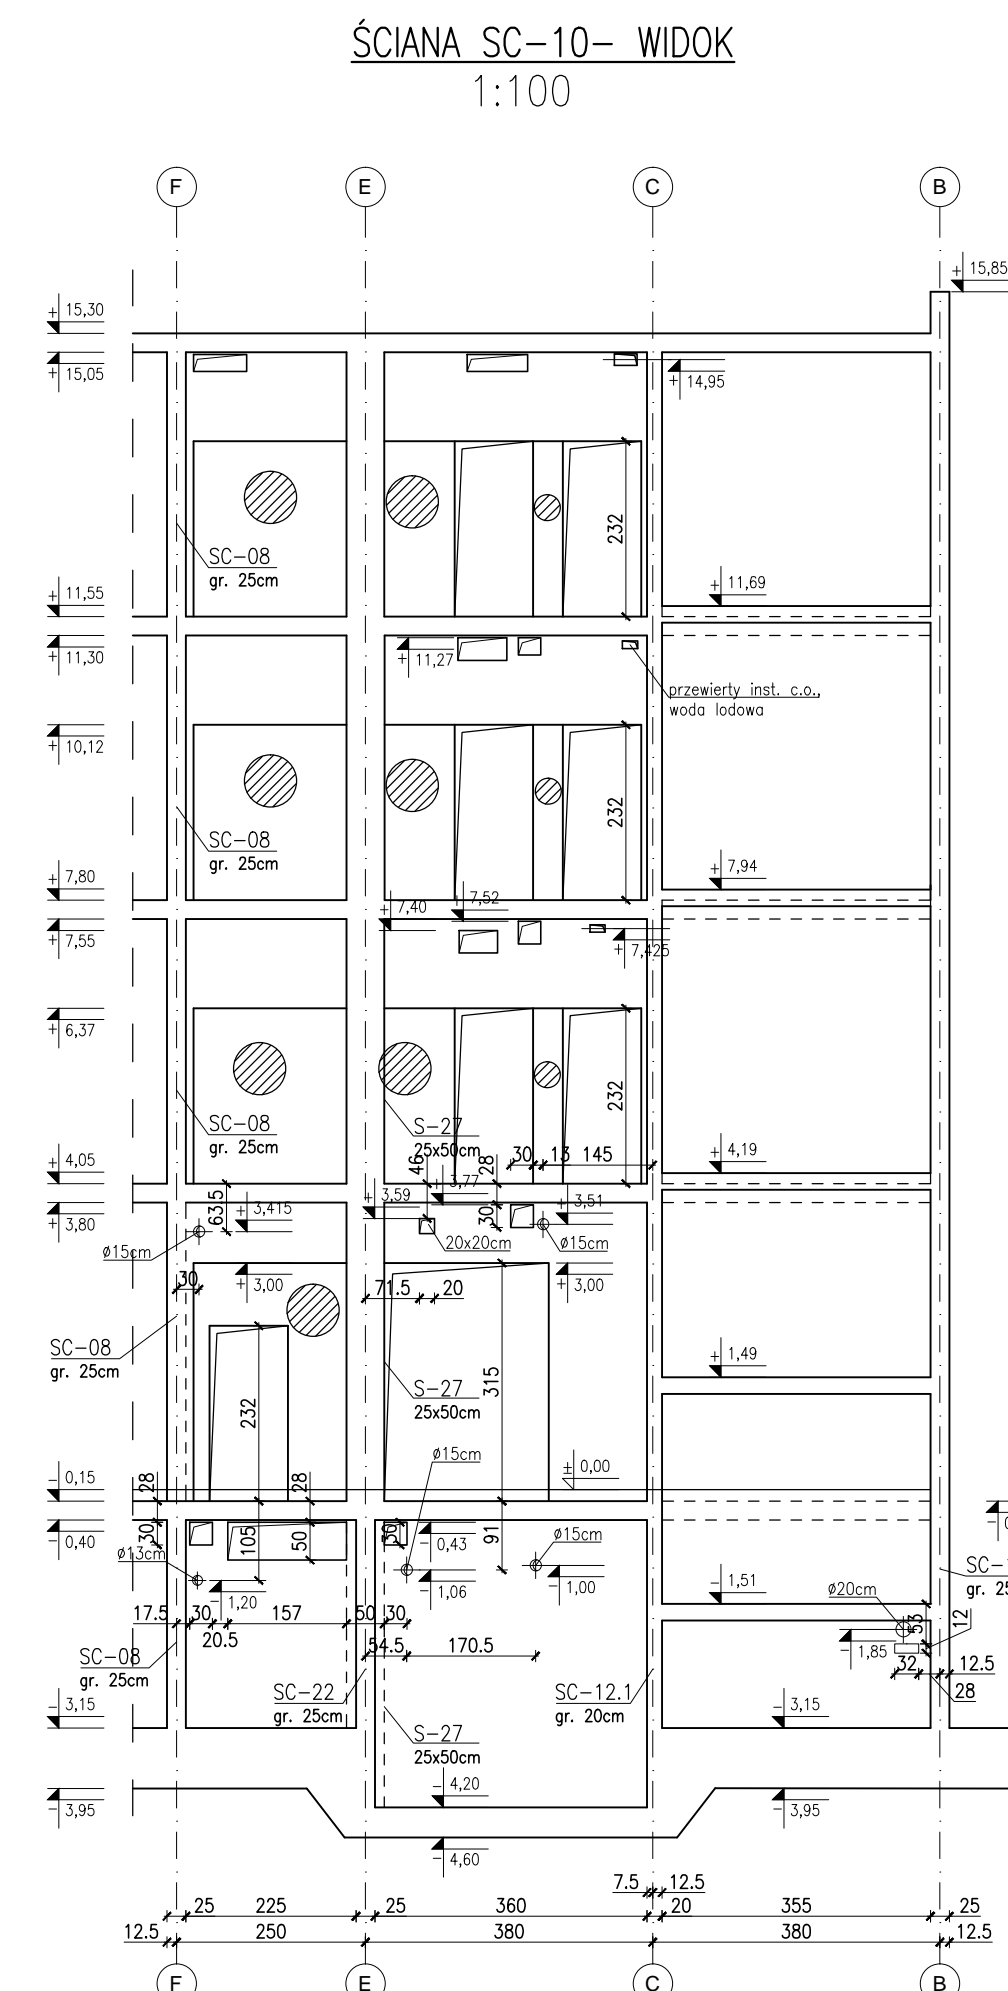 ŚCIANA SC-10- WIDOK
1:100
F
E
C
B
+ 15,85
+ 15,30
+ 15,05
+ 14,95
232
SC-08
gr. 25cm
+ 11,55
+ 11,69
+ 11,30
+ 11,27
przewierty inst. c.o.,
woda lodowa
+ 10,12
232
SC-08
gr. 25cm
+ 7,80
+ 7,94
+ 7,52
+ 7,40
+ 7,55
+ 7,425
+ 6,37
232
SC-08
gr. 25cm
S-27
25x50cm
+ 4,05
46
30
13
145
28
+ 4,19
+ 3,77
+ 3,59
+ 3,80
63.5
+ 3,415
30
+ 3,51
ø15cm
20x20cm
ø15cm
30
+ 3,00
+ 3,00
71.5
20
SC-08
gr. 25cm
+ 1,49
315
S-27
25x50cm
232
ø15cm
± 0,00
- 0,15
28
28
- 0,40
30
105
50
30
- 0,43
91
ø15cm
ø13cm
- 1,06
- 1,00
- 1,20
- 1,51
ø20cm
SC-1
gr. 25
17.5
30
157
50
30
20.5
53
12
54.5
170.5
- 1,85
SC-08
gr. 25cm
32
12.5
28
SC-22
gr. 25cm
SC-12.1
gr. 20cm
- 3,15
- 3,15
S-27
25x50cm
- 4,20
- 3,95
- 3,95
- 4,60
7.5
12.5
25
225
25
360
20
355
25
12.5
250
380
380
12.5
F
E
C
B